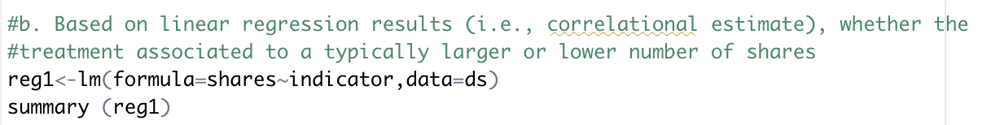 #b. Based on linear regression results (i.e., correlational estimate), whether the
#treatment associated to a typically larger or lower number of shares
reg1<-lm(formula=shares~indicator,data=ds)
summary (reg1)